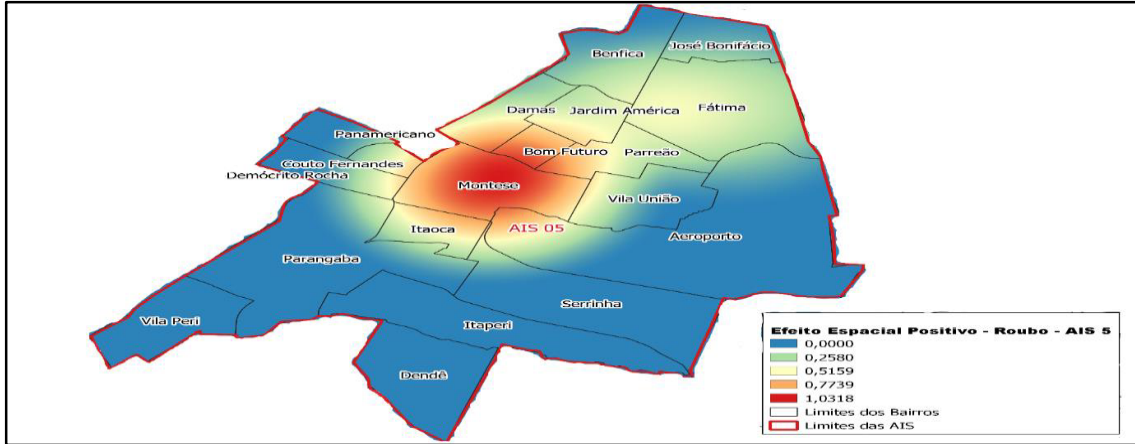 José Bonifácio
Benfica
Damas
Jardim América
Fátima
Panamericano
Bom Futuro
Parreão
Couto Fernandes
Demócrito Rocha
Montese
Vila União
Itaoca
AIS 05
Aeroporto
Parangaba
Serrinha
Vila Peri
Itaperi
Dendê
Efeito Espacial Positivo - Roubo - AIS 5
0,0000
0,2580
0,5159
0,7739
1,0318
Limites dos Bairros
Limites das AIS